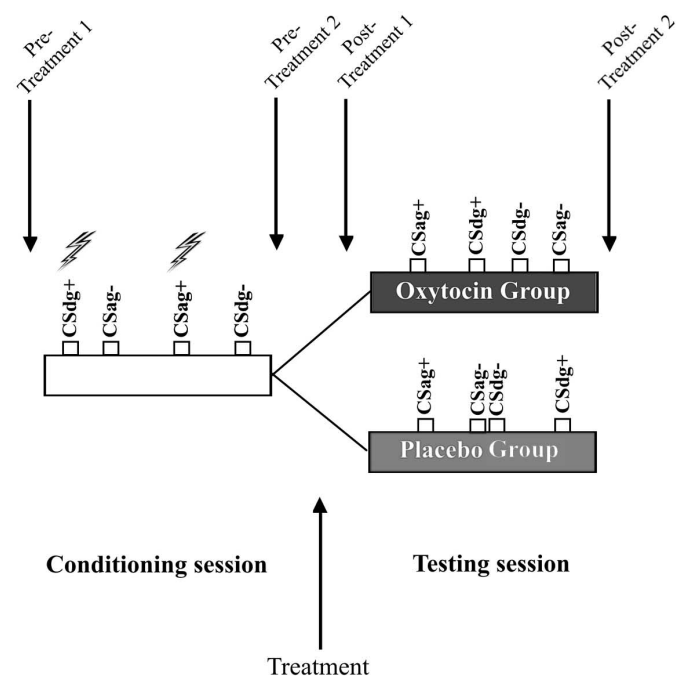 Pre-
Treatment 1
Pre-
Treatment 2
Post-
Treatment 1
Post-
Treatment 2
CSdg+
CSag-
CSag+
CSdg-
CSag+
CSdg+
CSdg-
CSag-
Oxytocin Group
CSag+
CSag-
CSdg-
CSdg+
Placebo Group
Conditioning session
Testing session
Treatment